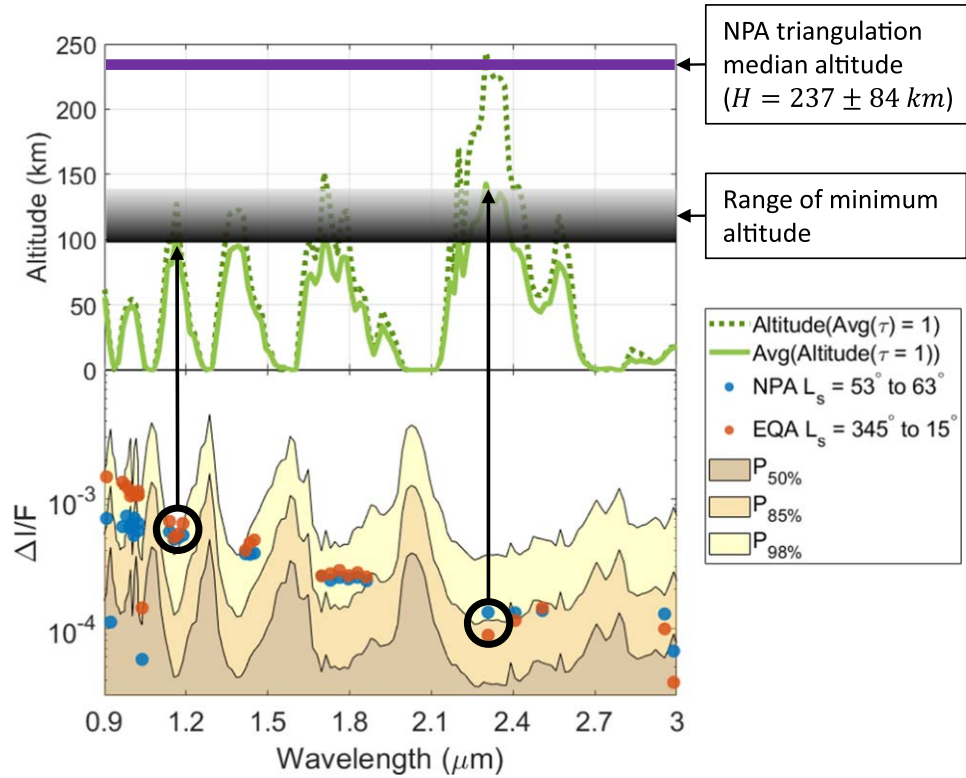 NPA triangulation
median altitude
(H = 237 ± 84 km)
Range of minimum
altitude
Altitude (km)
250
200
150
100
50
0
Altitude(Avg(τ) = 1)
Avg(Altitude(τ = 1))
NPA Ls = 53° to 63°
EQA Ls = 345° to 15°
P50%
P85%
P98%
ΔI/F
10⁻³
10⁻⁴
0.9 1.2 1.5 1.8 2.1 2.4 2.7 3
Wavelength (μm)